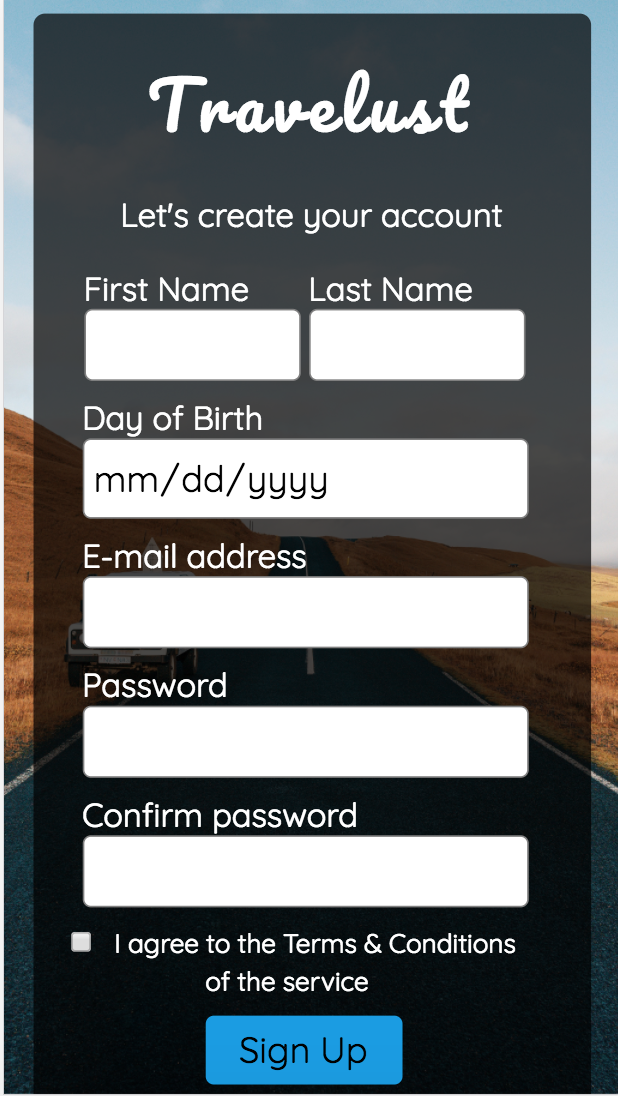 Travelust
Let's create your account
First Name Last Name
Day of Birth
mm/dd/yyyy
E-mail address
Password
Confirm password
I agree to the Terms & Conditions
of the service
Sign Up